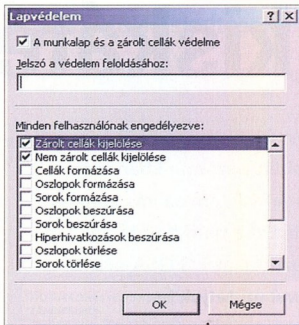 Lapvédelem
A munkalap és a zárolt cellák védelme
Jelszó a védelem feloldásához:
Minden felhasználónak engedélyezve:
Zárolt cellák kijelölése
Nem zárolt cellák kijelölése
Cellák formázása
Oszlopok formázása
Sorok formázása
Oszlopok beszúrása
Sorok beszúrása
Hiperhivatkozások beszúrása
Oszlopok törlése
Sorok törlése
OK
Mégse